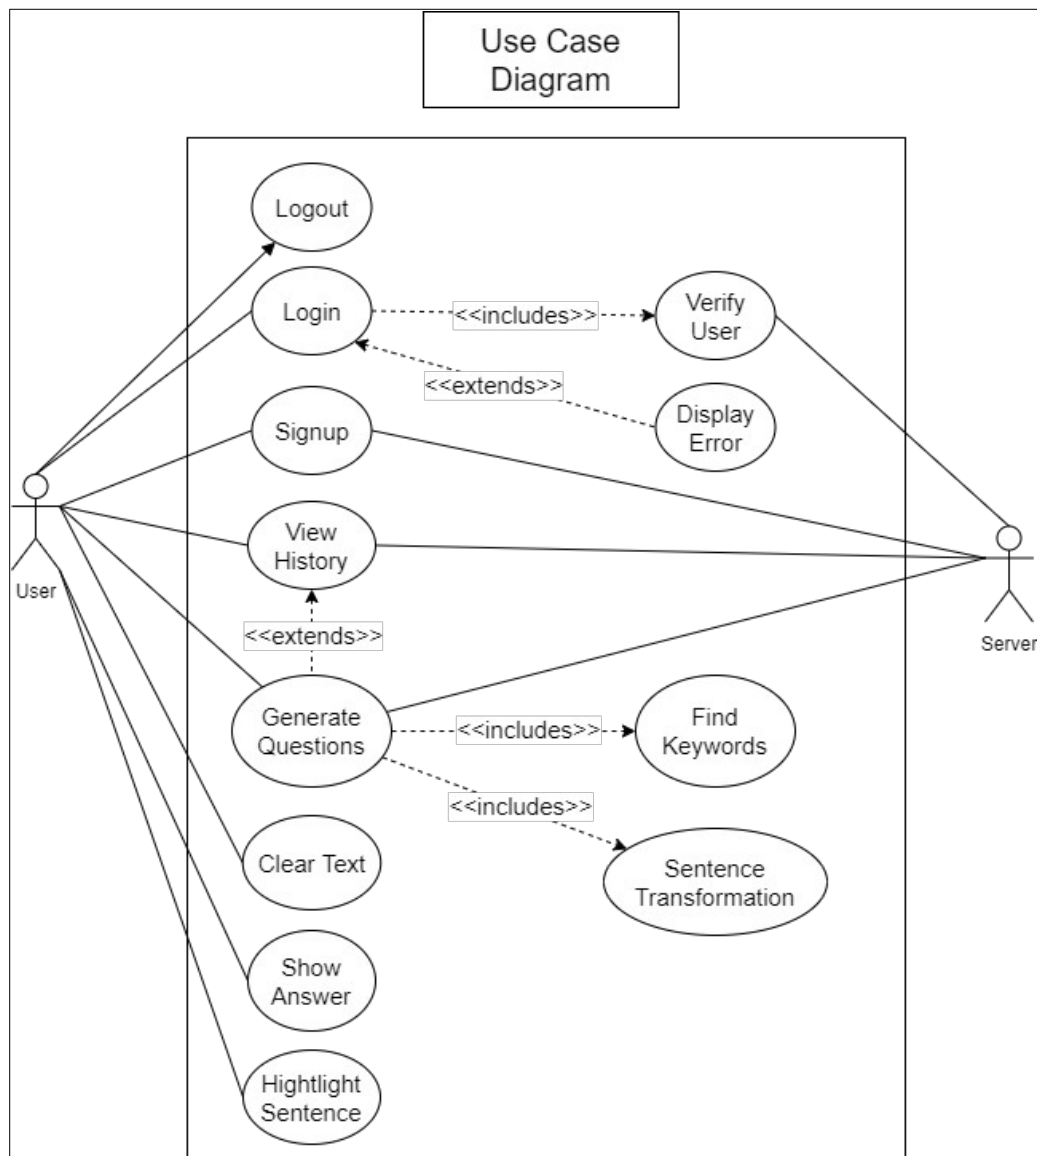 Use Case
Diagram
Logout
Login
<<includes>>
Verify
User
<<extends>>
Display
Error
Signup
View
History
User
Server
<<extends>>
Generate
Questions
<<includes>>
Find
Keywords
<<includes>>
Sentence
Transformation
Clear Text
Show
Answer
Hightlight
Sentence